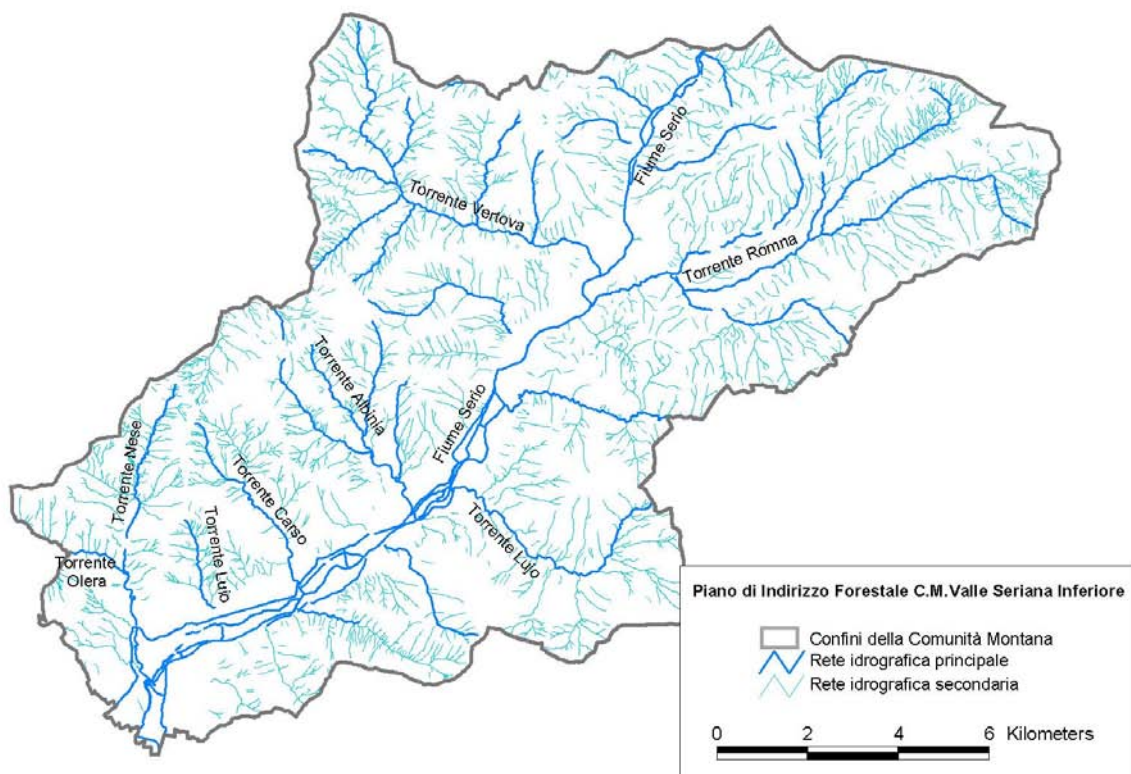 Fiume Serio
Torrente Vertova
Torrente Romna
Torrente Albinia
Fiume Serio
Torrente Nese
Torrente Carso
Torrente Luio
Torrente Lujo
Torrente
Olera
Piano di Indirizzo Forestale C.M.Valle Seriana Inferiore
Confini della Comunità Montana
Rete idrografica principale
Rete idrografica secondaria
0 2 4 6 Kilometers